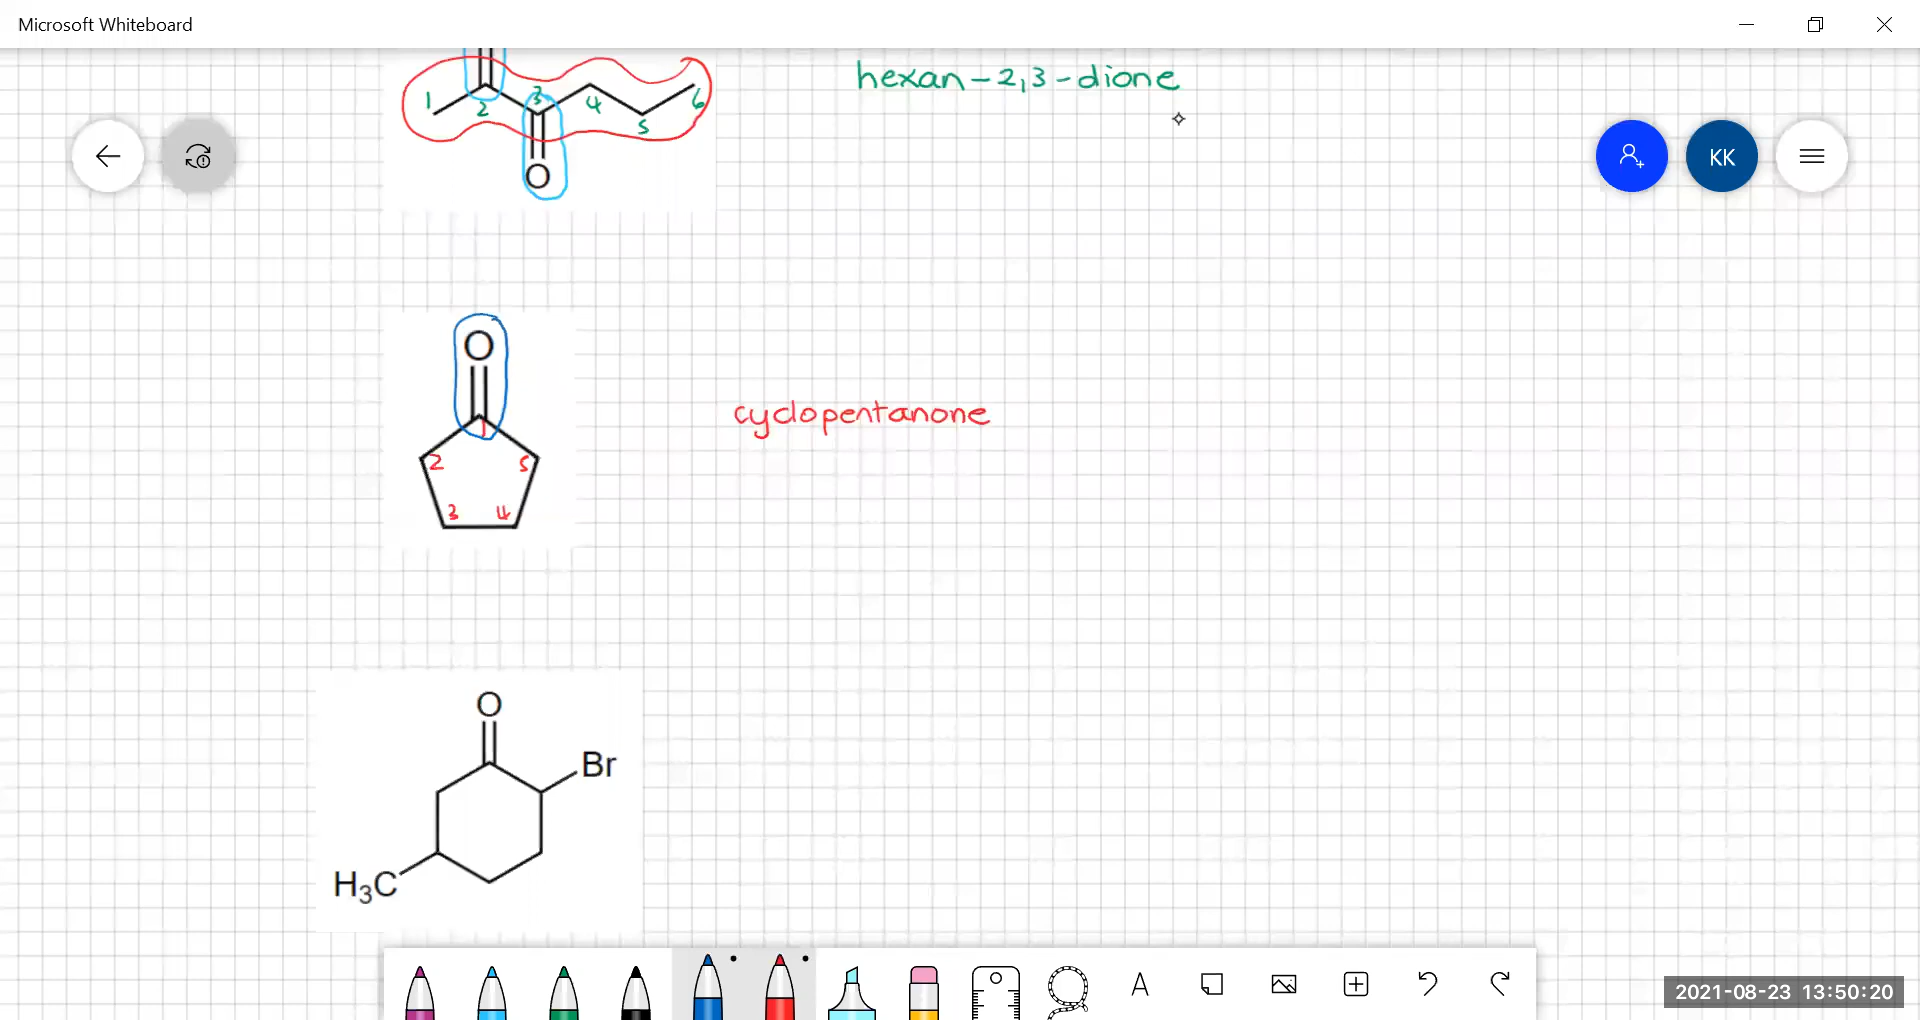 Microsoft Whiteboard
hexan-2,3-dione
1 2 3 4 5 6
O
KK
O
1
2 5
3 4
cyclopentanone
O
Br
H₃C
A
2021-08-23 13:50:20